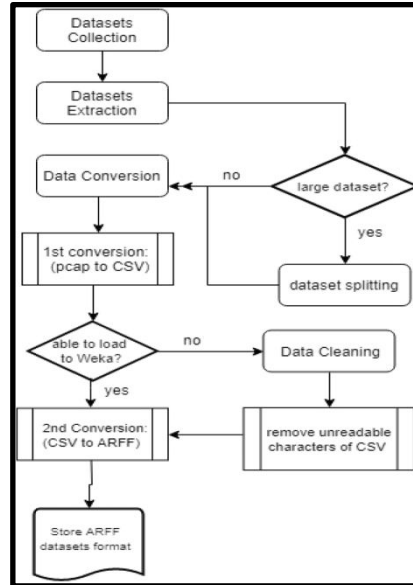 Datasets
Collection
Datasets
Extraction
large dataset?
no
yes
dataset splitting
Data Conversion
1st conversion:
(pcap to CSV)
able to load
to Weka?
no
yes
Data Cleaning
remove unreadable
characters of CSV
2nd Conversion:
(CSV to ARFF)
Store ARFF
datasets format